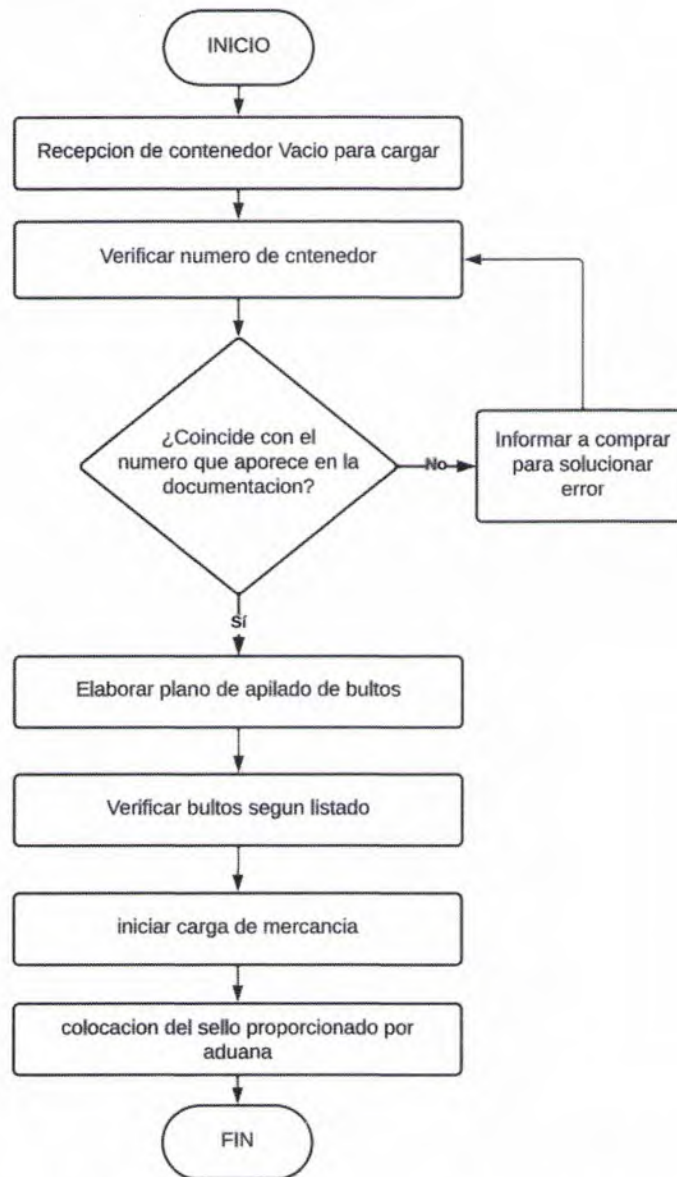 INICIO
Recepcion de contenedor Vacio para cargar
Verificar numero de cntenedor
¿Coincide con el
numero que aporece en la
documentacion?
No
Informar a comprar
para solucionar
error
Sí
Elaborar plano de apilado de bultos
Verificar bultos segun listado
iniciar carga de mercancia
colocacion del sello proporcionado por
aduana
FIN